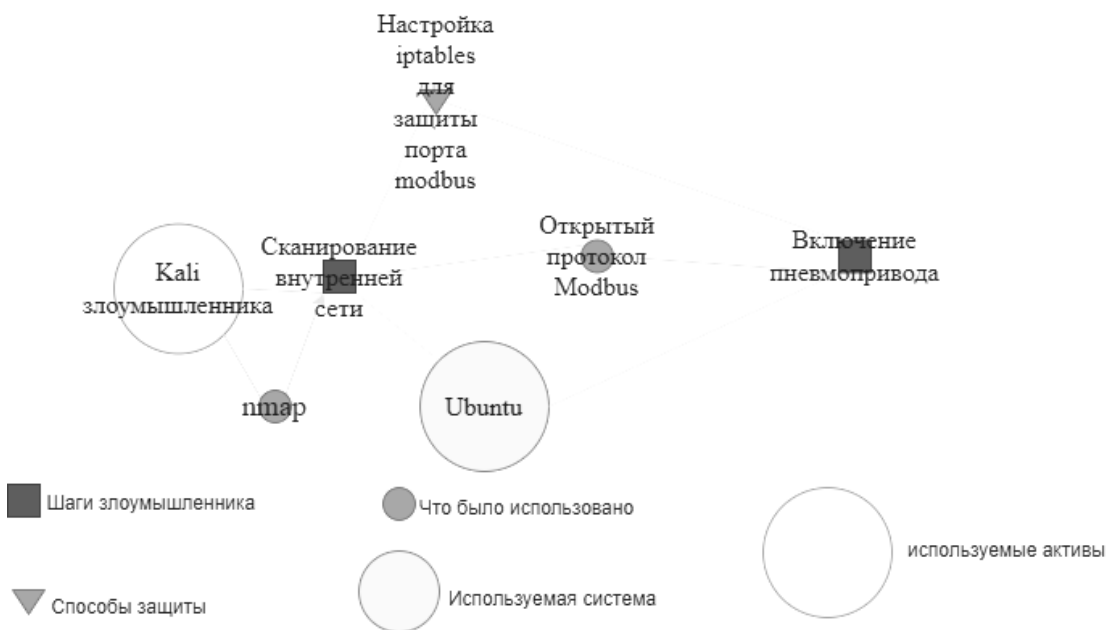 Настройка
iptables
для
защиты
порта
modbus
Kali
злоумышленника
Сканирование
внутренней
сети
Открытый
протокол
Modbus
Включение
пневмопривода
nmap
Ubuntu
Шаги злоумышленника
Что было использовано
используемые активы
Способы защиты
Используемая система